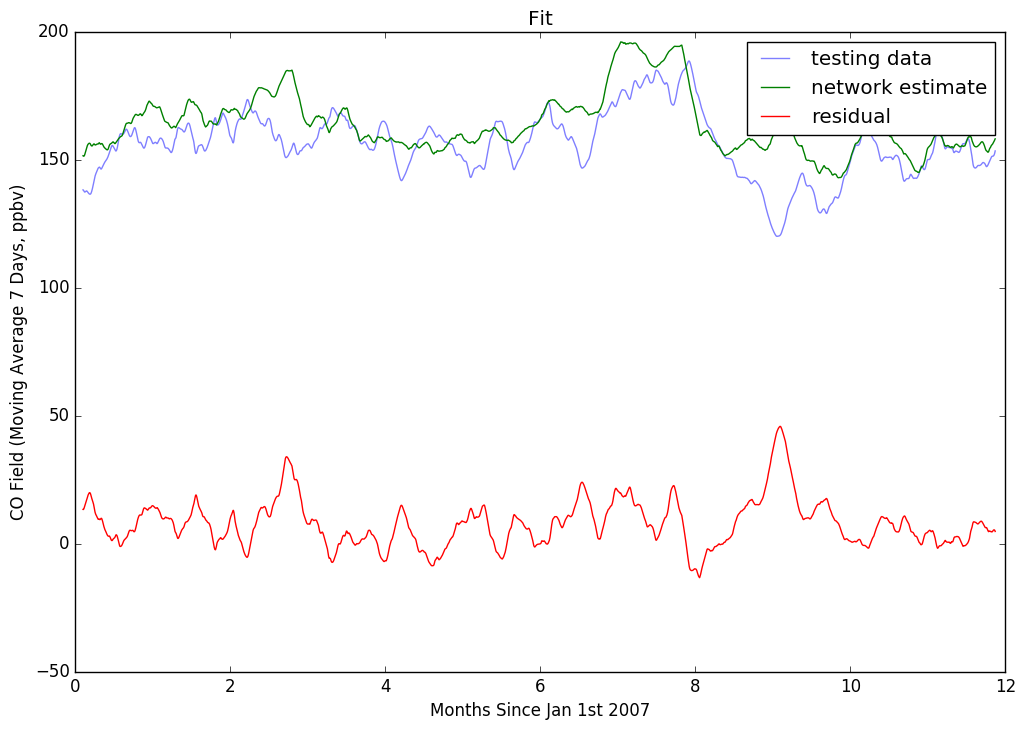 Fit
200
150
100
50
0
−50
0 2 4 6 8 10 12
CO Field (Moving Average 7 Days, ppbv)
Months Since Jan 1st 2007
testing data
network estimate
residual